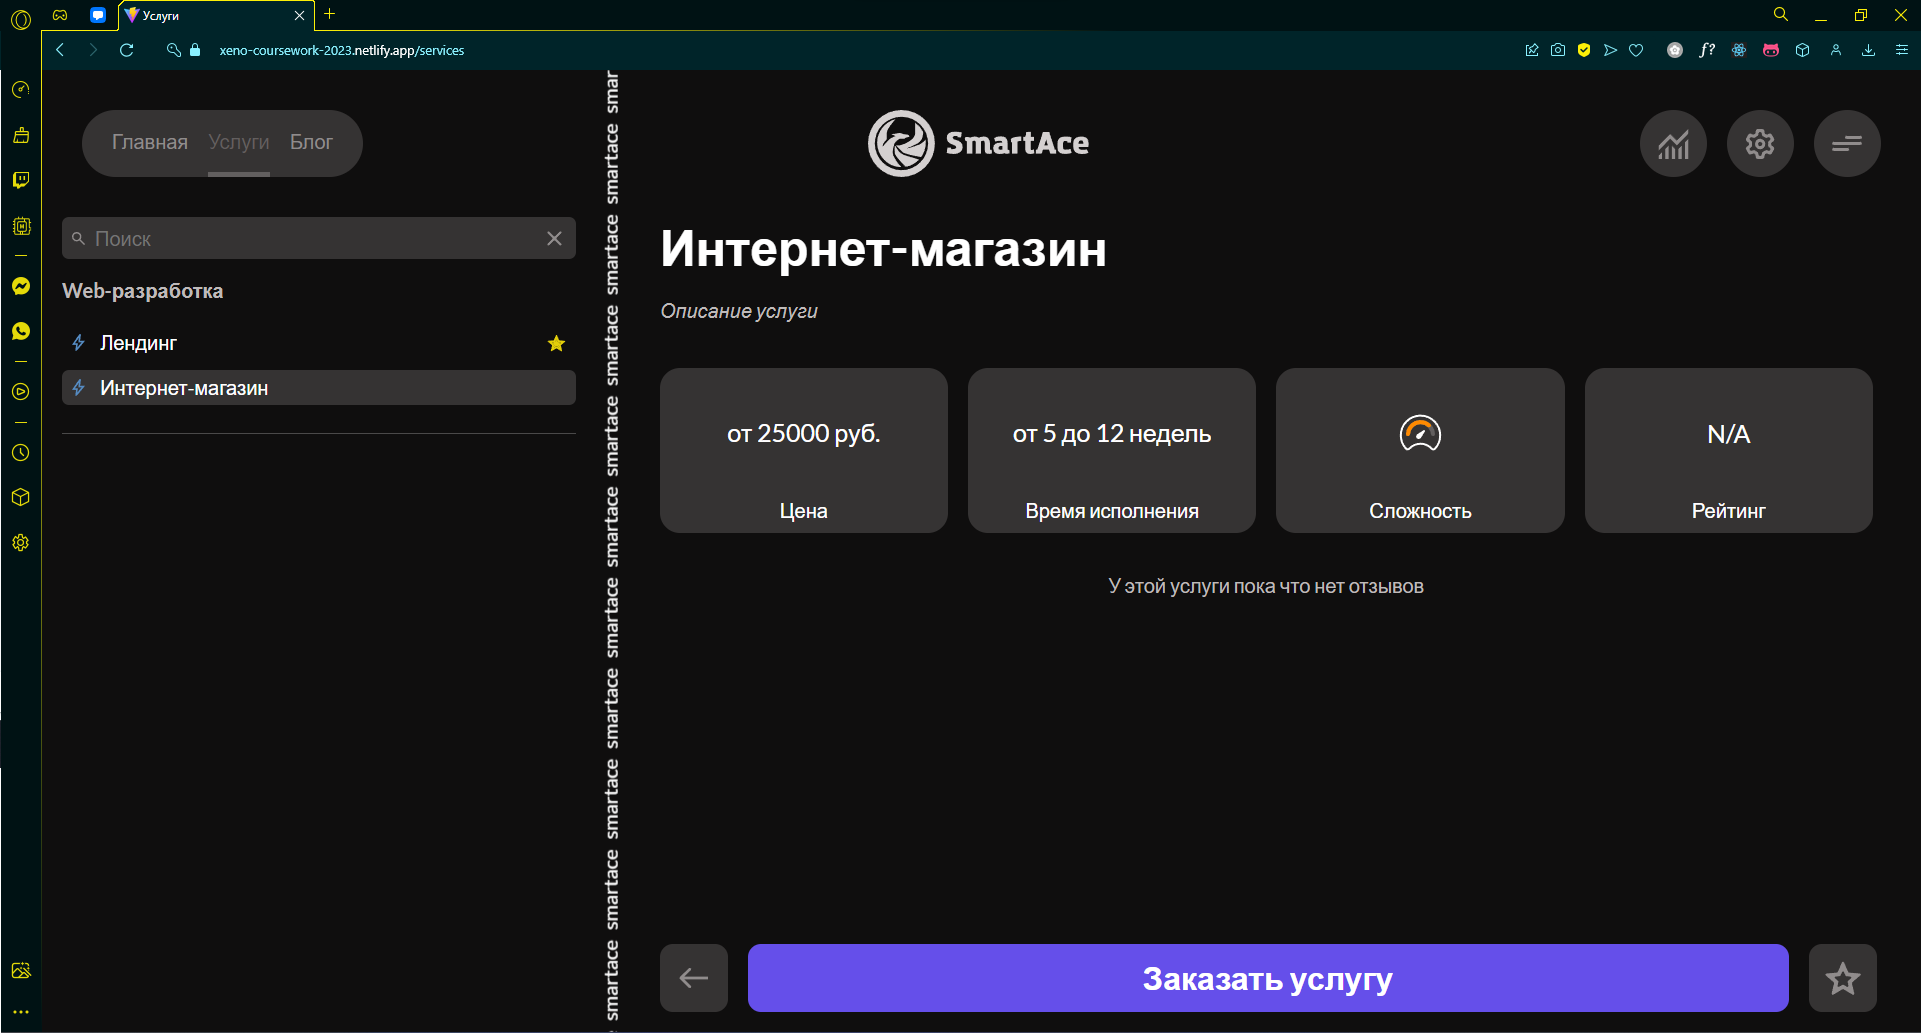 Услуги
xeno-coursework-2023.netlify.app/services
f?
Главная Услуги Блог
SmartAce
Поиск
Web-разработка
Лендинг
Интернет-магазин
smar
smartace
smartace
smartace
smartace
smartace
smartace
smartace
smartace
smartace
smartace
Интернет-магазин
Описание услуги
от 25000 руб.
Цена
от 5 до 12 недель
Время исполнения
Сложность
N/A
Рейтинг
У этой услуги пока что нет отзывов
Заказать услугу